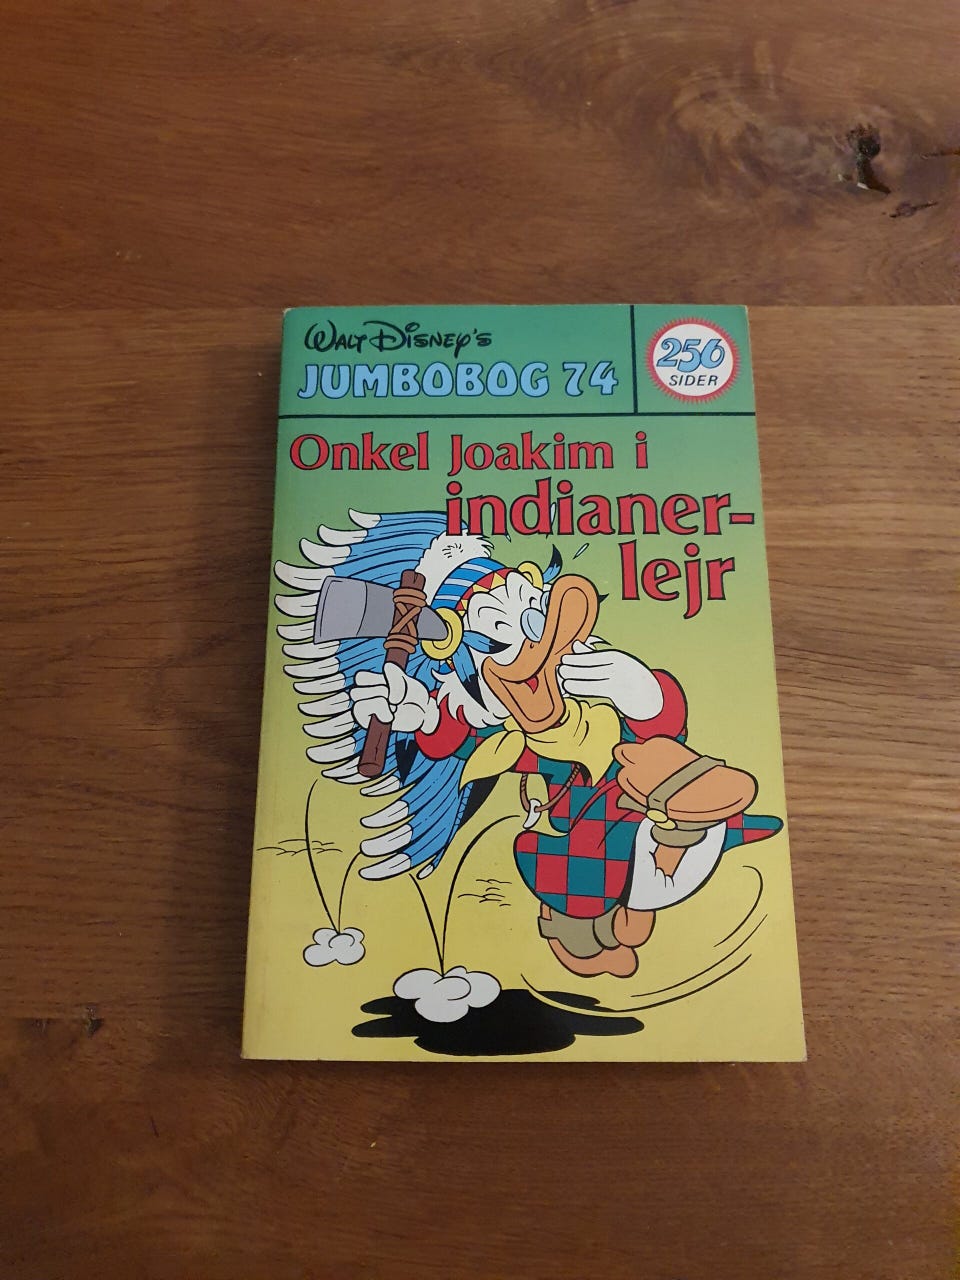 Walt Disney's
JUMBOBOG 74
256
SIDER
Onkel Joakim i
indianer-
lejr